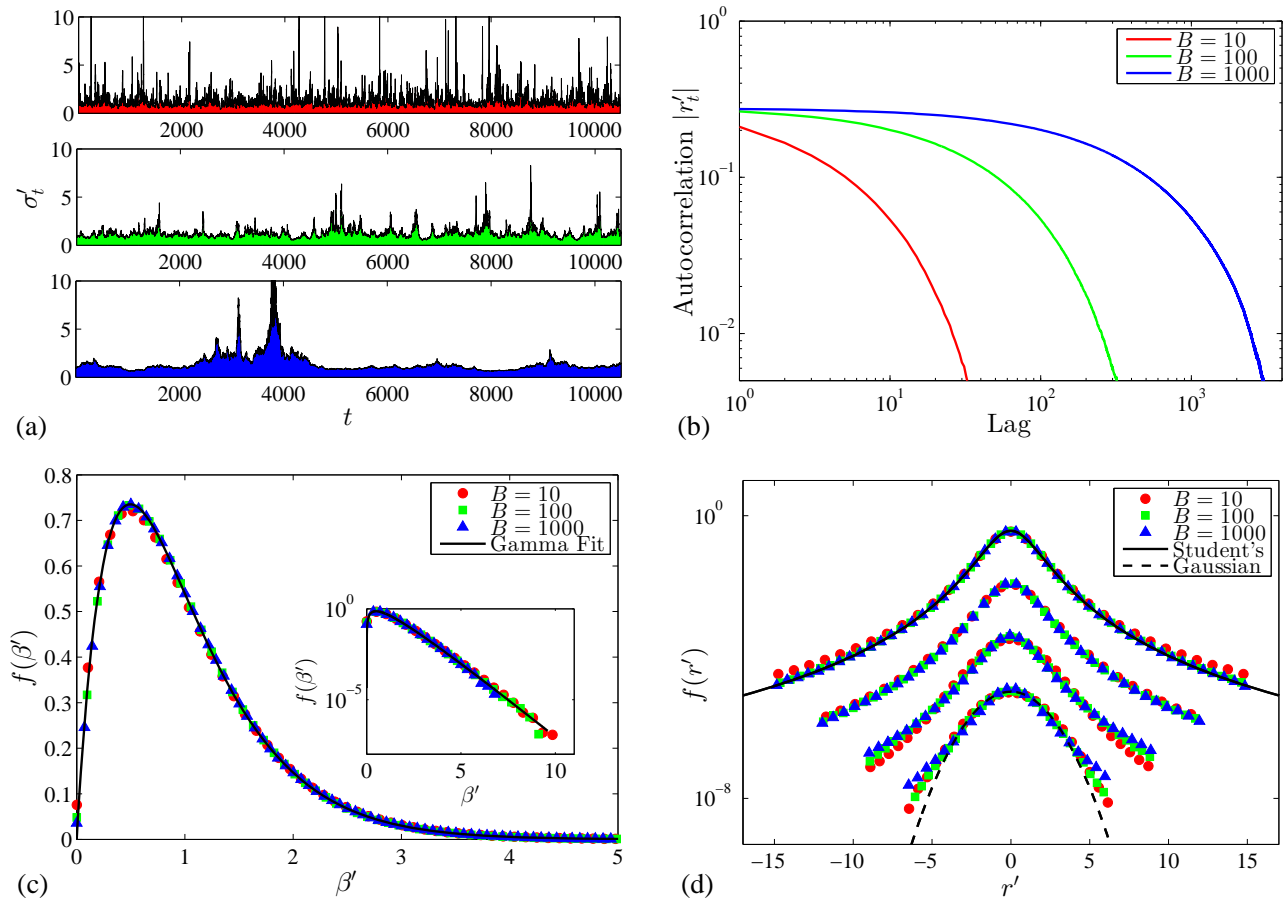 10
5
0
2000 4000 6000 8000 10000
10
5
0
2000 4000 6000 8000 10000
10
5
0
2000 4000 6000 8000 10000
σ′t
t
(a)
10^0
10^-1
10^-2
10^0 10^1 10^2 10^3
Autocorrelation |r′t|
Lag
B = 10
B = 100
B = 1000
(b)
0.8
0.7
0.6
0.5
0.4
0.3
0.2
0.1
0
0 1 2 3 4 5
f(β′)
β′
B = 10
B = 100
B = 1000
Gamma Fit
10^0
10^-5
0 5 10
f(β′)
β′
(c)
10^0
10^-8
−15 −10 −5 0 5 10 15
f(r′)
r′
B = 10
B = 100
B = 1000
Student's
Gaussian
(d)